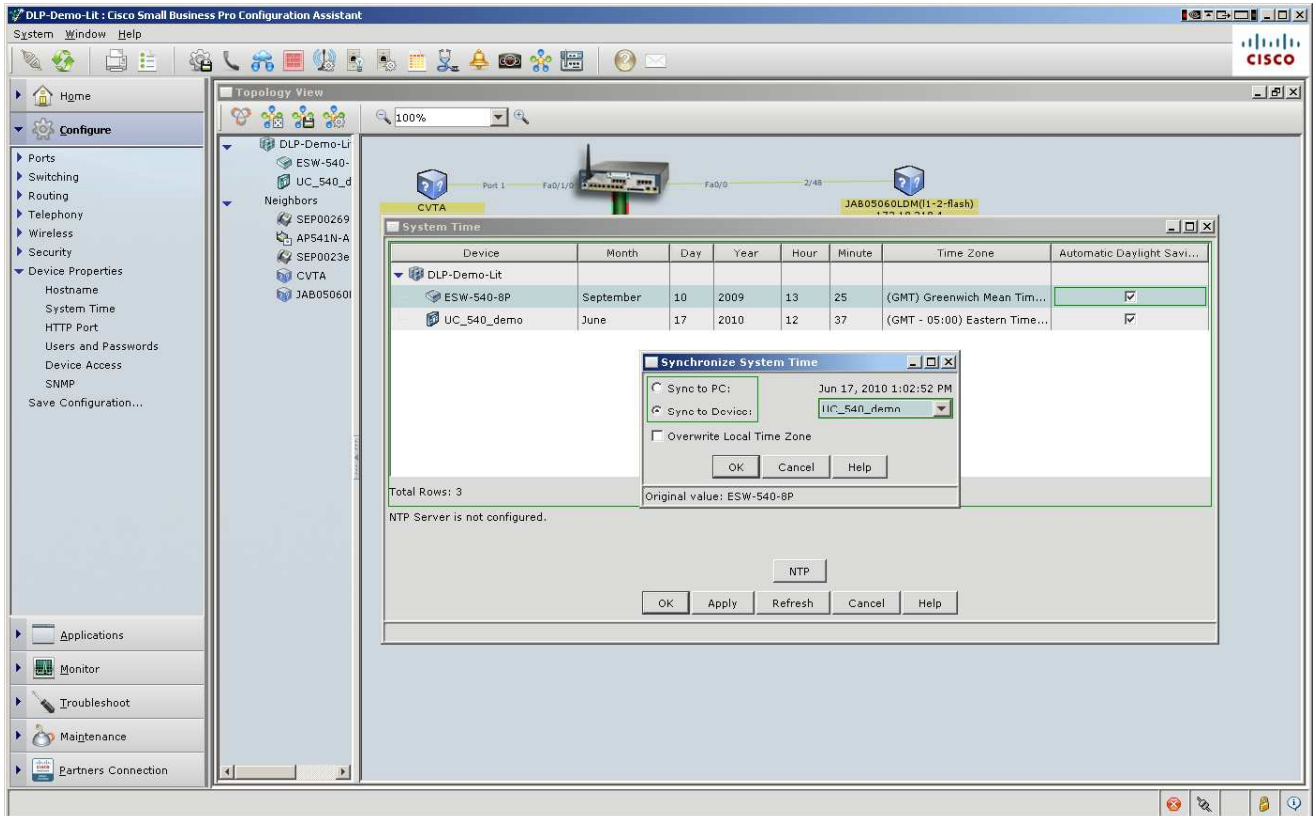 DLP-Demo-Lit : Cisco Small Business Pro Configuration Assistant
System Window Help
CISCO
Home
Configure
Ports
Switching
Routing
Telephony
Wireless
Security
Device Properties
Hostname
System Time
HTTP Port
Users and Passwords
Device Access
SNMP
Save Configuration...
Applications
Monitor
Troubleshoot
Maintenance
Partners Connection
Topology View
100%
DLP-Demo-Li
ESW-540-
UC_540_d
Neighbors
SEP00269
AP541N-A
SEP0023e
CVTA
JAB05060
Port 1 Fa0/1/0 Fa0/0 2/48
CVTA
JAB05060LDM(l1-2-flash)
System Time
Device Month Day Year Hour Minute Time Zone Automatic Daylight Savi...
DLP-Demo-Lit
ESW-540-8P September 10 2009 13 25 (GMT) Greenwich Mean Tim...
UC_540_demo June 17 2010 12 37 (GMT - 05:00) Eastern Time...
Synchronize System Time
Sync to PC: Jun 17, 2010 1:02:52 PM
Sync to Device: UC_540_demo
Overwrite Local Time Zone
OK Cancel Help
Original value: ESW-540-8P
Total Rows: 3
NTP Server is not configured.
NTP
OK Apply Refresh Cancel Help